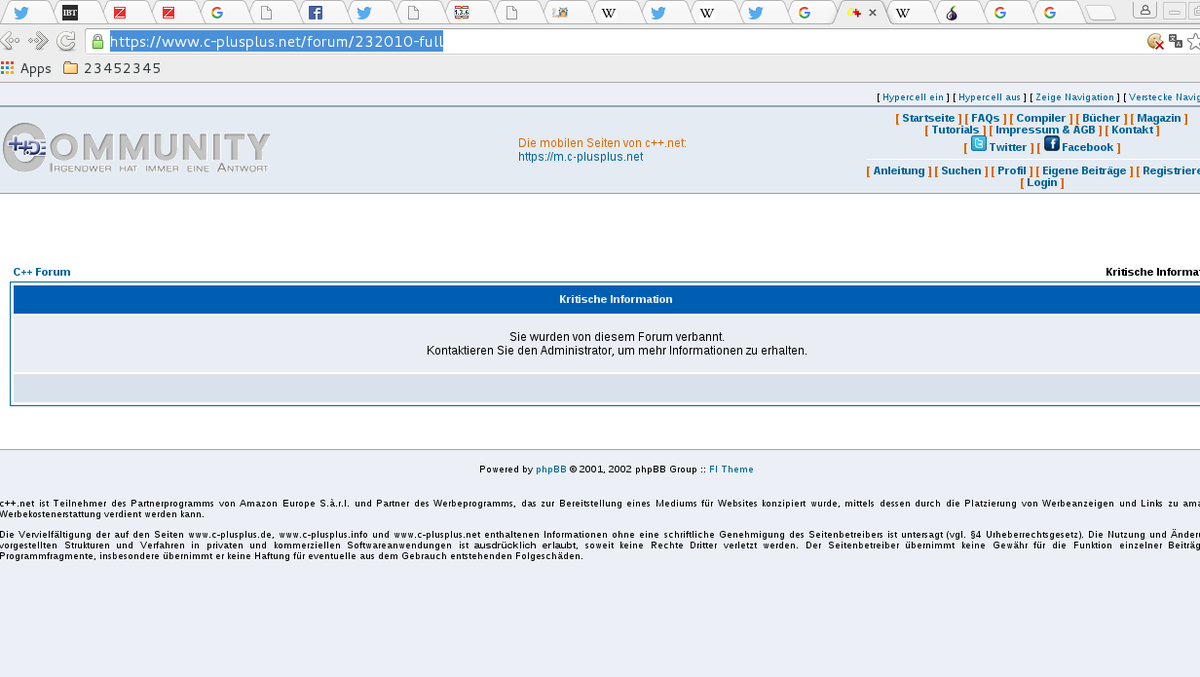 https://www.c-plusplus.net/forum/232010-full
Apps 23452345
[ Hypercell ein ] [ Hypercell aus ] [ Zeige Navigation ] [ Verstecke Navig
COMMUNITY
IRGENDWER HAT IMMER EINE ANTWORT
Die mobilen Seiten von c++.net:
https://m.c-plusplus.net
[ Startseite ] [ FAQs ] [ Compiler ] [ Bücher ] [ Magazin ]
[ Tutorials ] [ Impressum & AGB ] [ Kontakt ]
[ Twitter ] [ Facebook ]
[ Anleitung ] [ Suchen ] [ Profil ] [ Eigene Beiträge ] [ Registriere
[ Login ]
C++ Forum
Kritische Informa
Kritische Information
Sie wurden von diesem Forum verbannt.
Kontaktieren Sie den Administrator, um mehr Informationen zu erhalten.
Powered by phpBB © 2001, 2002 phpBB Group :: FI Theme
c++.net ist Teilnehmer des Partnerprogramms von Amazon Europe S.à.r.l. und Partner des Werbeprogramms, das zur Bereitstellung eines Mediums für Websites konzipiert wurde, mittels dessen durch die Platzierung von Werbeanzeigen und Links zu ama
Werbekostenerstattung verdient werden kann.
Die Vervielfältigung der auf den Seiten www.c-plusplus.de, www.c-plusplus.info und www.c-plusplus.net enthaltenen Informationen ohne eine schriftliche Genehmigung des Seitenbetreibers ist untersagt (vgl. §4 Urheberrechtsgesetz). Die Nutzung und Änder
vorgestellten Strukturen und Verfahren in privaten und kommerziellen Softwareanwendungen ist ausdrücklich erlaubt, soweit keine Rechte Dritter verletzt werden. Der Seitenbetreiber übernimmt keine Gewähr für die Funktion einzelner Beiträg
Programmfragmente, insbesondere übernimmt er keine Haftung für eventuelle aus dem Gebrauch entstehenden Folgeschäden.